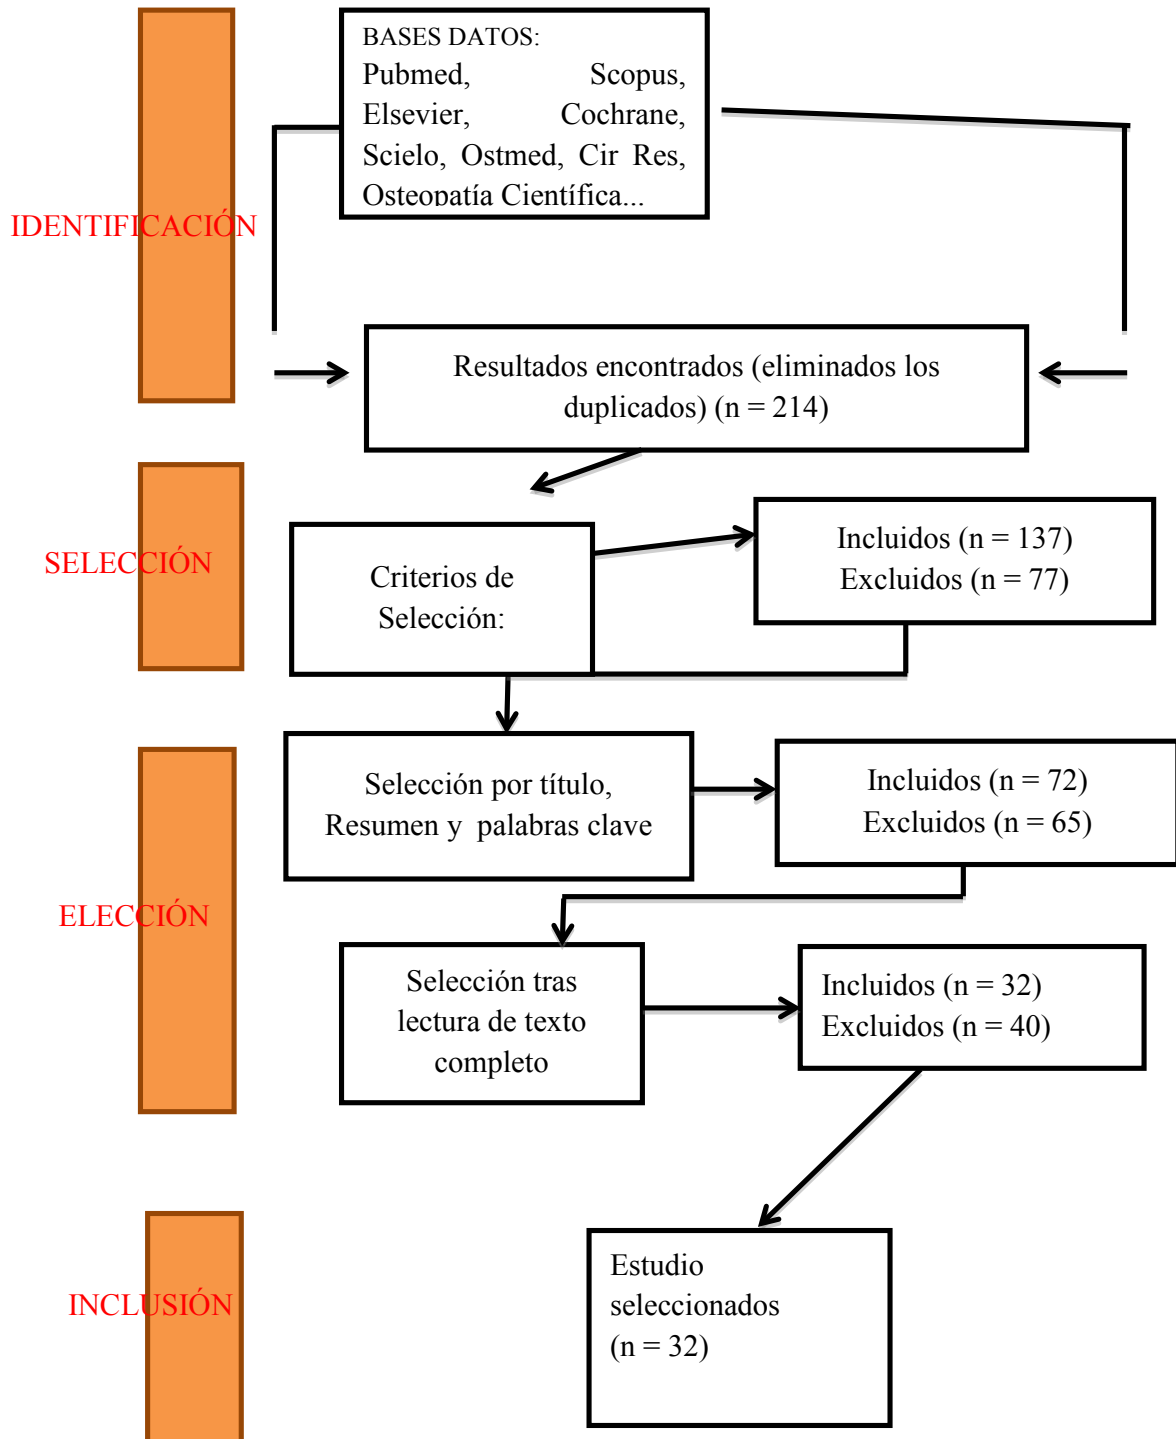 BASES DATOS:
Pubmed, Scopus,
Elsevier, Cochrane,
Scielo, Ostmed, Cir Res,
Osteopatía Científica...
IDENTIFICACIÓN
Resultados encontrados (eliminados los
duplicados) (n = 214)
SELECCIÓN
Criterios de
Selección:
Incluidos (n = 137)
Excluidos (n = 77)
ELECCIÓN
Selección por título,
Resumen y palabras clave
Incluidos (n = 72)
Excluidos (n = 65)
Selección tras
lectura de texto
completo
Incluidos (n = 32)
Excluidos (n = 40)
INCLUSIÓN
Estudio
seleccionados
(n = 32)